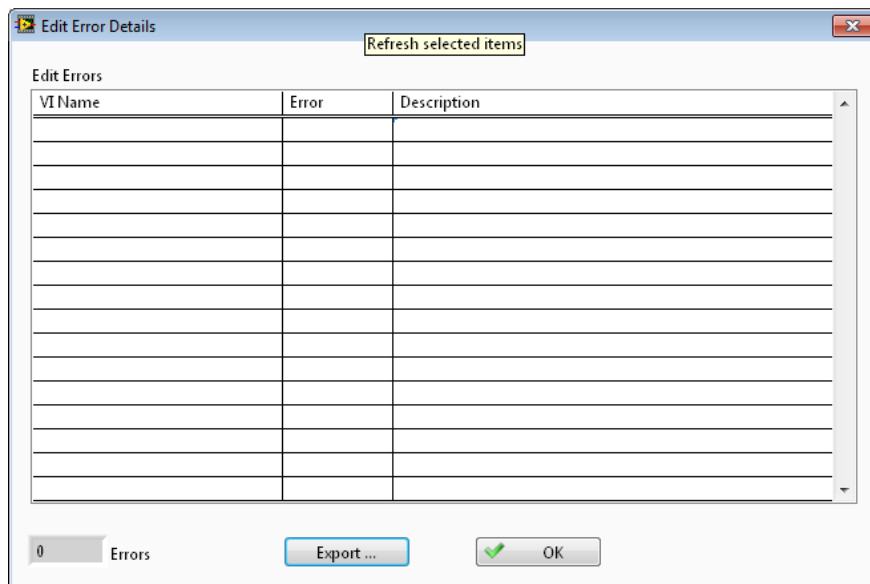 Edit Error Details
Refresh selected items
Edit Errors
VI Name Error Description
0 Errors Export ... OK